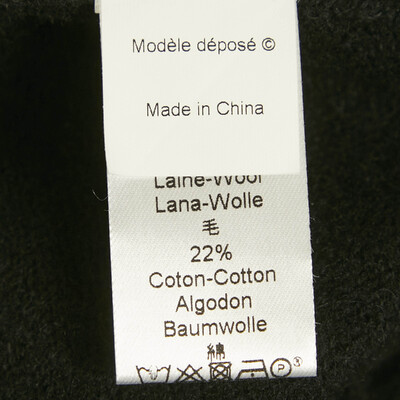 Modèle déposé ©
Made in China
Laine-Wool
Lana-Wolle
毛
22%
Coton-Cotton
Algodon
Baumwolle
綿
P